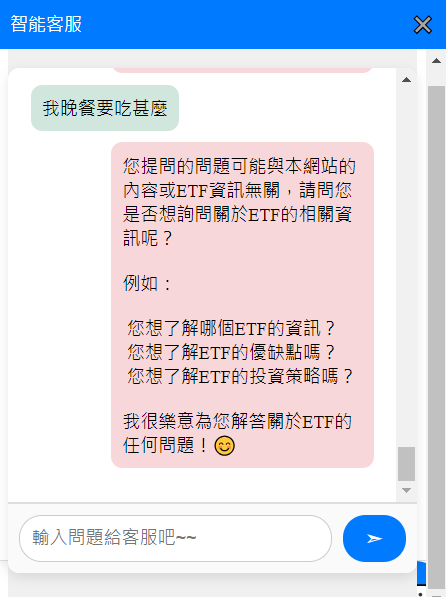 智能客服
我晚餐要吃甚麼
您提問的問題可能與本網站的
內容或ETF資訊無關，請問您
是否想詢問關於ETF的相關資
訊呢？
例如：
您想了解哪個ETF的資訊？
您想了解ETF的優缺點嗎？
您想了解ETF的投資策略嗎？
我很樂意為您解答關於ETF的
任何問題！😊
輸入問題給客服吧~~